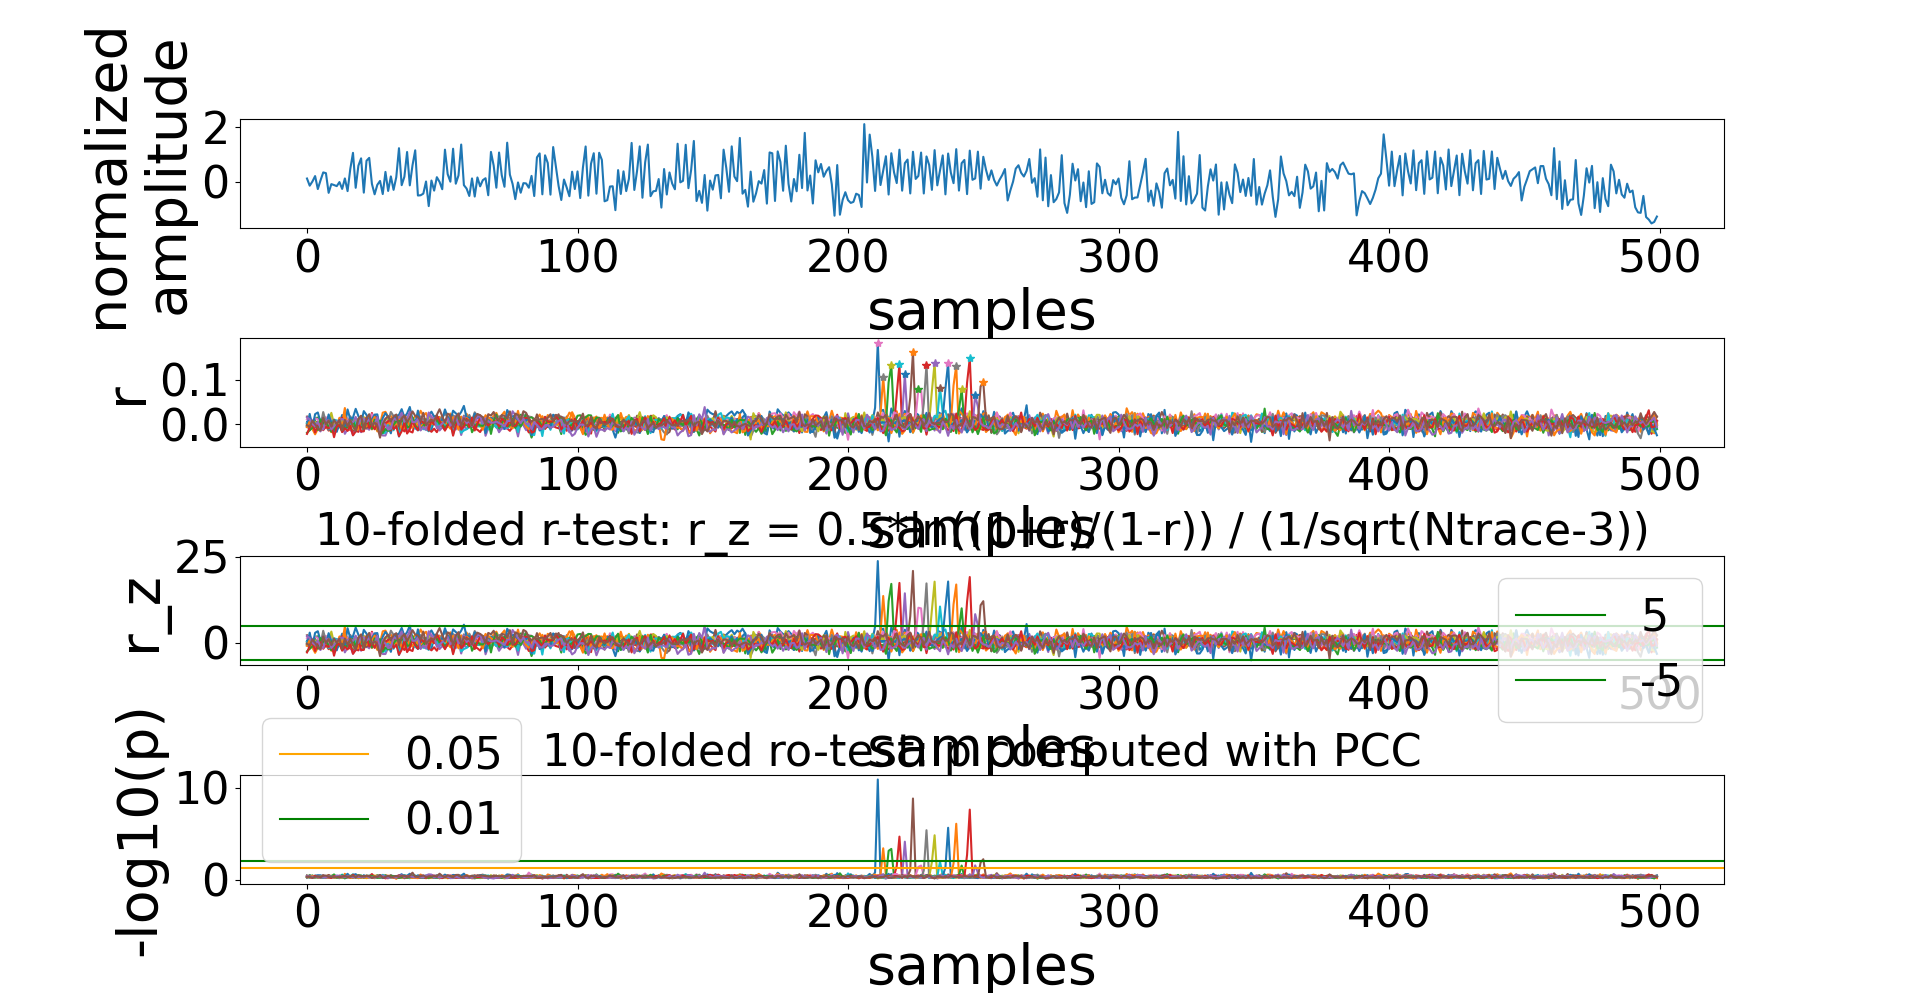 normalized
amplitude
2
0
0 100 200 300 400 500
samples
r
0.1
0.0
0 100 200 300 400 500
samples
10-folded r-test: r_z = 0.5*ln((1+r)/(1-r)) / (1/sqrt(Ntrace-3))
r_z
25
0
5
-5
0 100 200 300 400 500
samples
10-folded ro-test: p computed with PCC
-log10(p)
10
0
0.05
0.01
0 100 200 300 400 500
samples